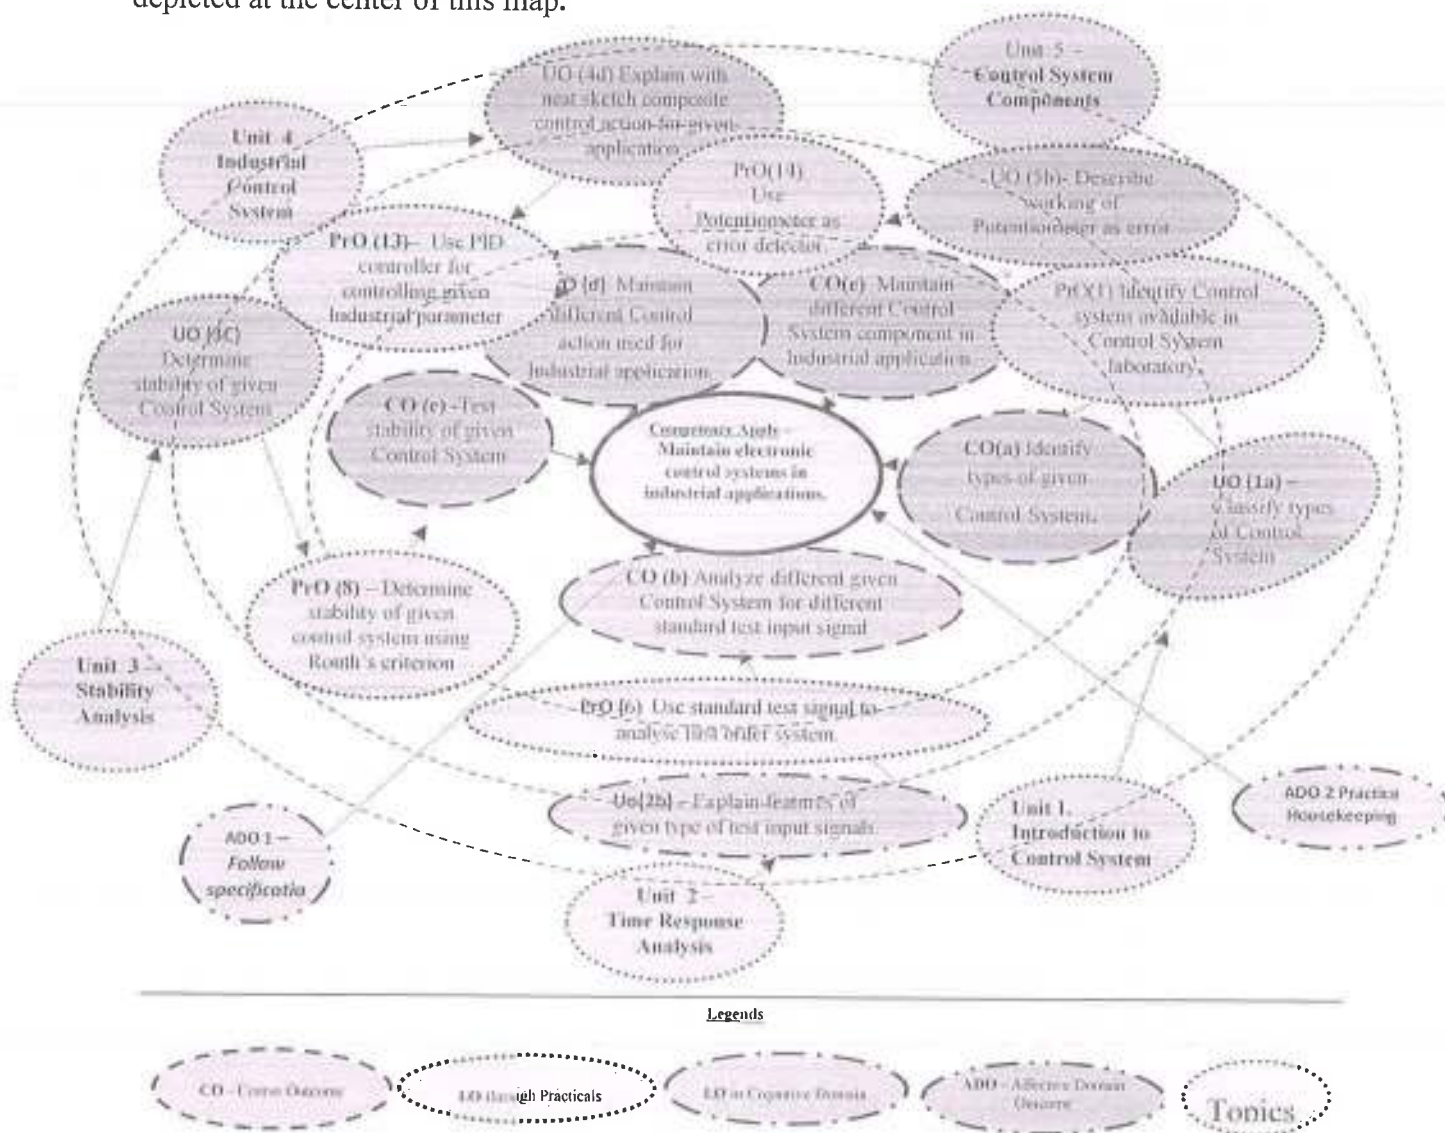 depicted at the center of this map.
Unit 5 –
Control System
Components
UO (4d) Explain with
neat sketch composite
control action for given
application
Unit 4
Industrial
Control
System
PrO(14)
Use
Potentiometer as
error detector
UO (5b)- Describe
working of
Potentiometer as error
PrO (13)– Use PID
controller for
controlling given
Industrial parameter
(d) Maintain
different Control
action used for
Industrial application
CO(e) Maintain
different Control
System component in
Industrial application
Identify Control
system available in
Control System
laboratory.
UO (3C)
Determine
stability of given
Control System
CO (c) -Test
stability of given
Control System
Maintain electronic
control systems in
industrial applications.
CO(a) Identify
types of given
Control System.
UO (1a) –
Classify types
of Control
System
PrO (8) – Determine
stability of given
control system using
Routh's criterion
CO (b) Analyze different given
Control System for different
standard test input signal
Unit 3 –
Stability
Analysis
PrO (6) Use standard test signal to
analyse order system
Uo(2b) – Explain features of
given type of test input signals
Unit 1.
Introduction to
Control System
ADO 2 Practice
Housekeeping
ADO 1 –
Follow
specificatio
Unit 2 –
Time Response
Analysis
Legends
CO - Course Outcome
LO through Practicals
LO in Cognitive Domain
ADO – Affective Domain
Outcome
Topics